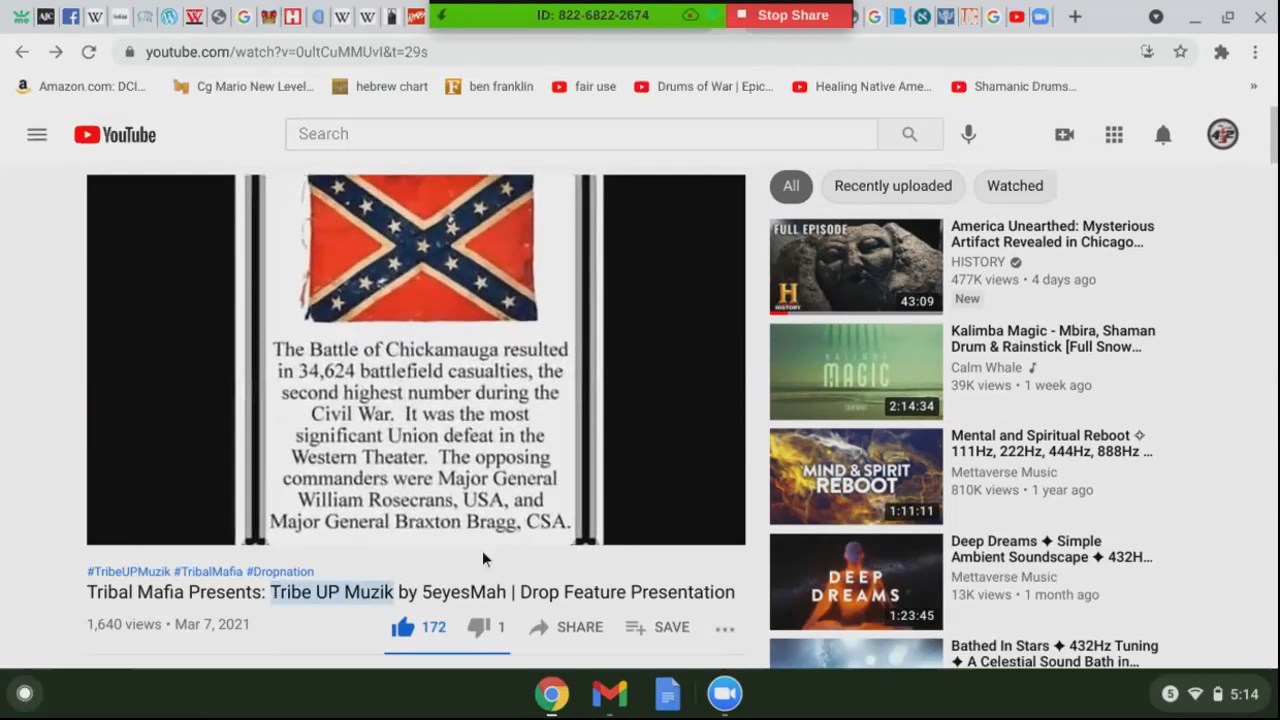 ID: 822-6822-2674
Stop Share
youtube.com/watch?v=0ultCuMMUvI&t=29s
Amazon.com: DCI...
Cg Mario New Level...
hebrew chart
ben franklin
fair use
Drums of War | Epic...
Healing Native Ame...
Shamanic Drums...
»
YouTube
Search
The Battle of Chickamauga resulted
in 34,624 battlefield casualties, the
second highest number during the
Civil War. It was the most
significant Union defeat in the
Western Theater. The opposing
commanders were Major General
William Rosecrans, USA, and
Major General Braxton Bragg, CSA.
#TribeUPMuzik #TribalMafia #Dropnation
Tribal Mafia Presents: Tribe UP Muzik by 5eyesMah | Drop Feature Presentation
1,640 views • Mar 7, 2021
172
1
SHARE
SAVE
All
Recently uploaded
Watched
FULL EPISODE
H
HISTORY
43:09
America Unearthed: Mysterious
Artifact Revealed in Chicago...
HISTORY
477K views • 4 days ago
New
KALIMBA
MAGIC
2:14:34
Kalimba Magic - Mbira, Shaman
Drum & Rainstick [Full Snow...
Calm Whale
39K views • 1 week ago
MIND & SPIRIT
REBOOT
1:11:11
Mental and Spiritual Reboot ✧
111Hz, 222Hz, 444Hz, 888Hz ...
Mettaverse Music
810K views • 1 year ago
DEEP
DREAMS
1:23:45
Deep Dreams ✦ Simple
Ambient Soundscape ✦ 432H...
Mettaverse Music
13K views • 1 month ago
Bathed In Stars ✦ 432Hz Tuning
✦ A Celestial Sound Bath in...
5
5:14